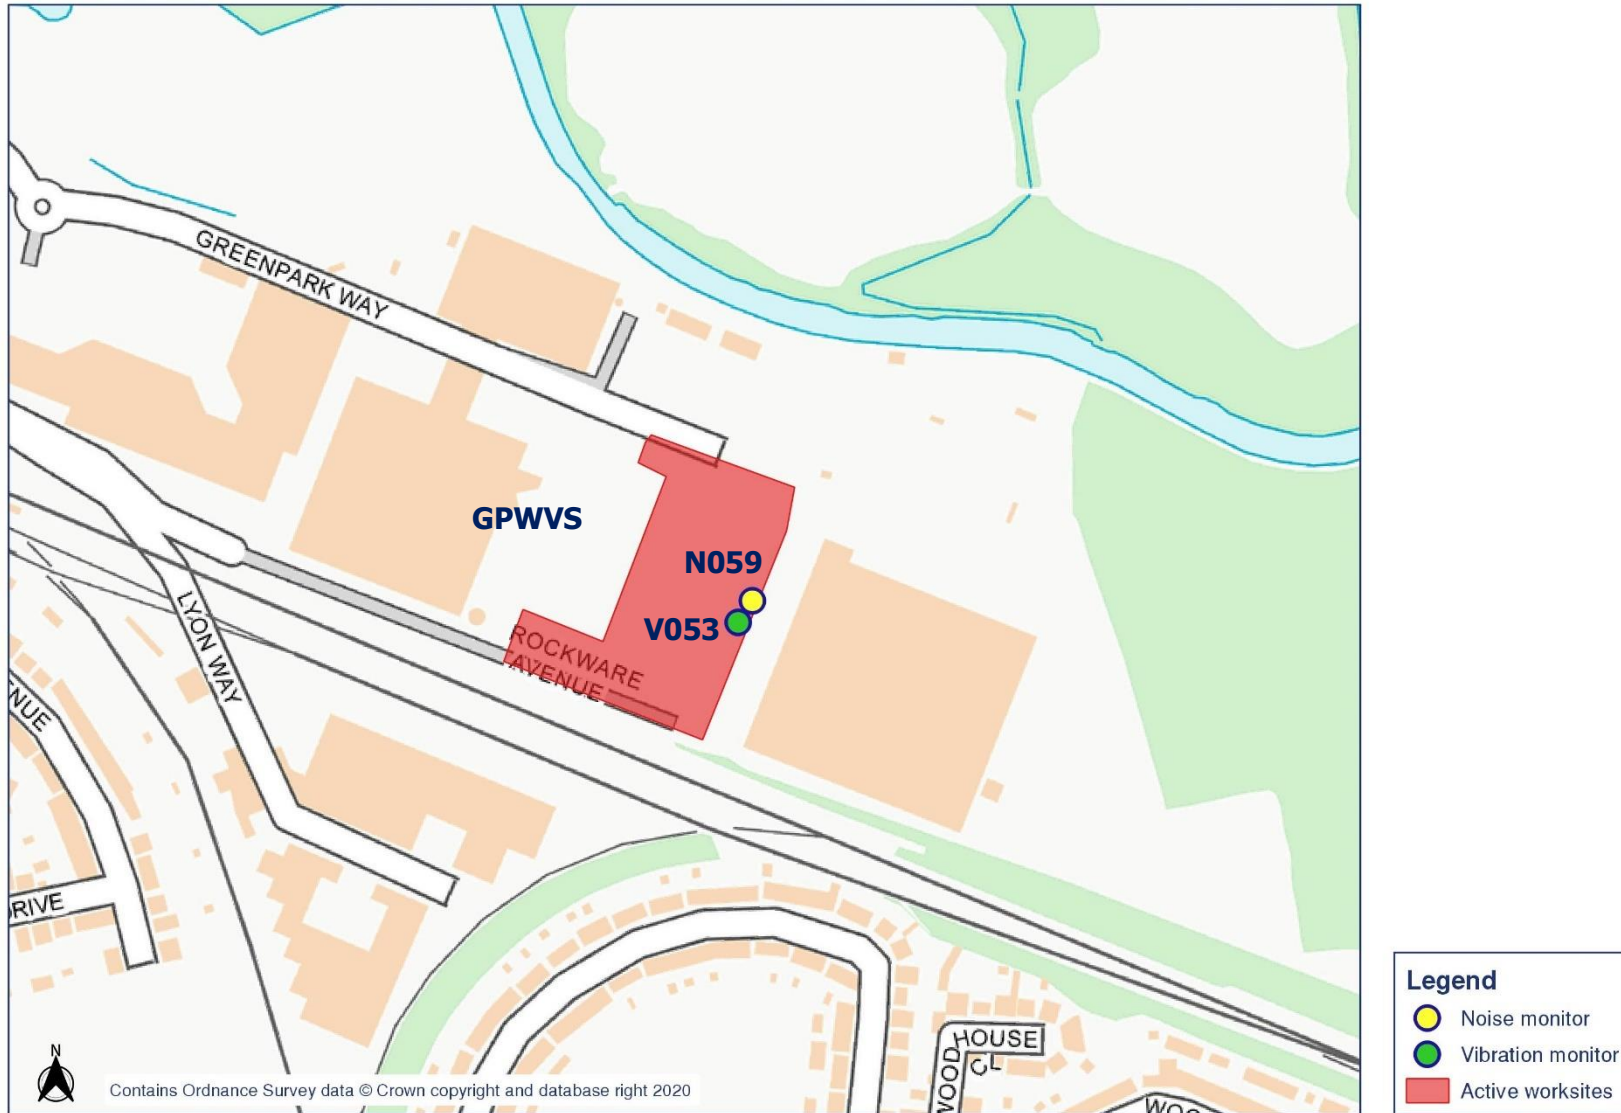 GREENPARK WAY
GPWVS
N059
V053
ROCKWARE
AVENUE
LYON WAY
NUE
RIVE
HOUSE
CL
WOOD
WOO
N
Contains Ordnance Survey data © Crown copyright and database right 2020
Legend
Noise monitor
Vibration monitor
Active worksites